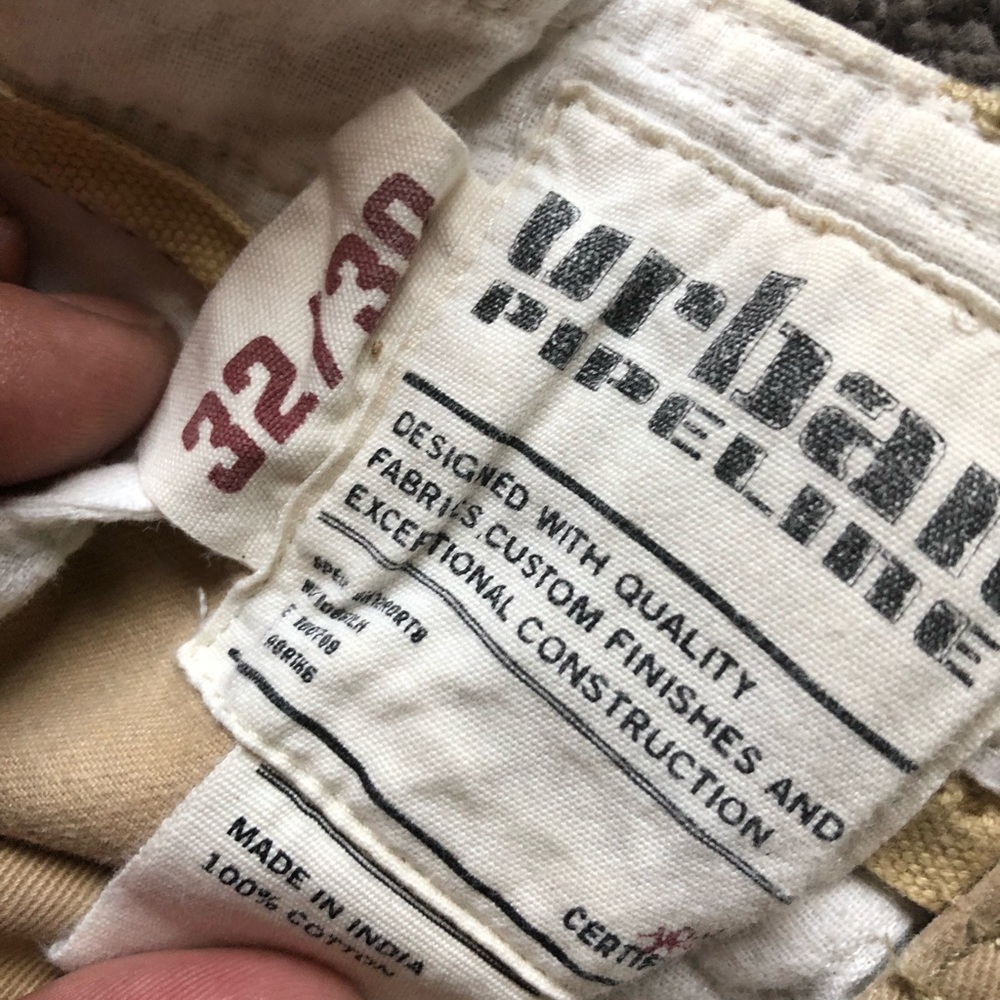 32/30
urban
PIPELINE
DESIGNED WITH QUALITY
FABRICS,CUSTOM FINISHES AND
EXCEPTIONAL CONSTRUCTION
MADE IN INDIA
100% COTTON